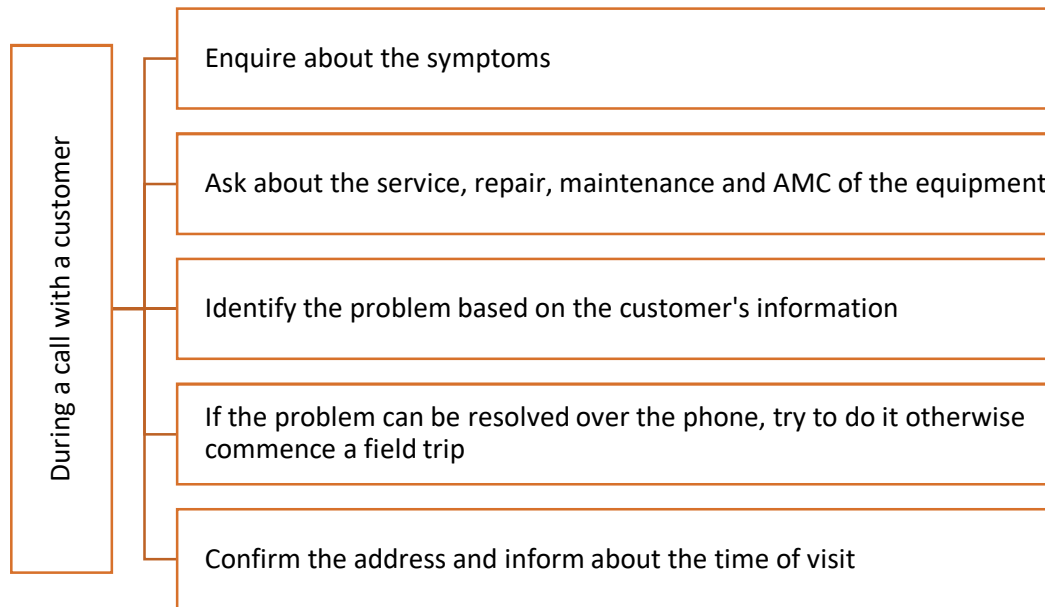 During a call with a customer
Enquire about the symptoms
Ask about the service, repair, maintenance and AMC of the equipment
Identify the problem based on the customer's information
If the problem can be resolved over the phone, try to do it otherwise
commence a field trip
Confirm the address and inform about the time of visit